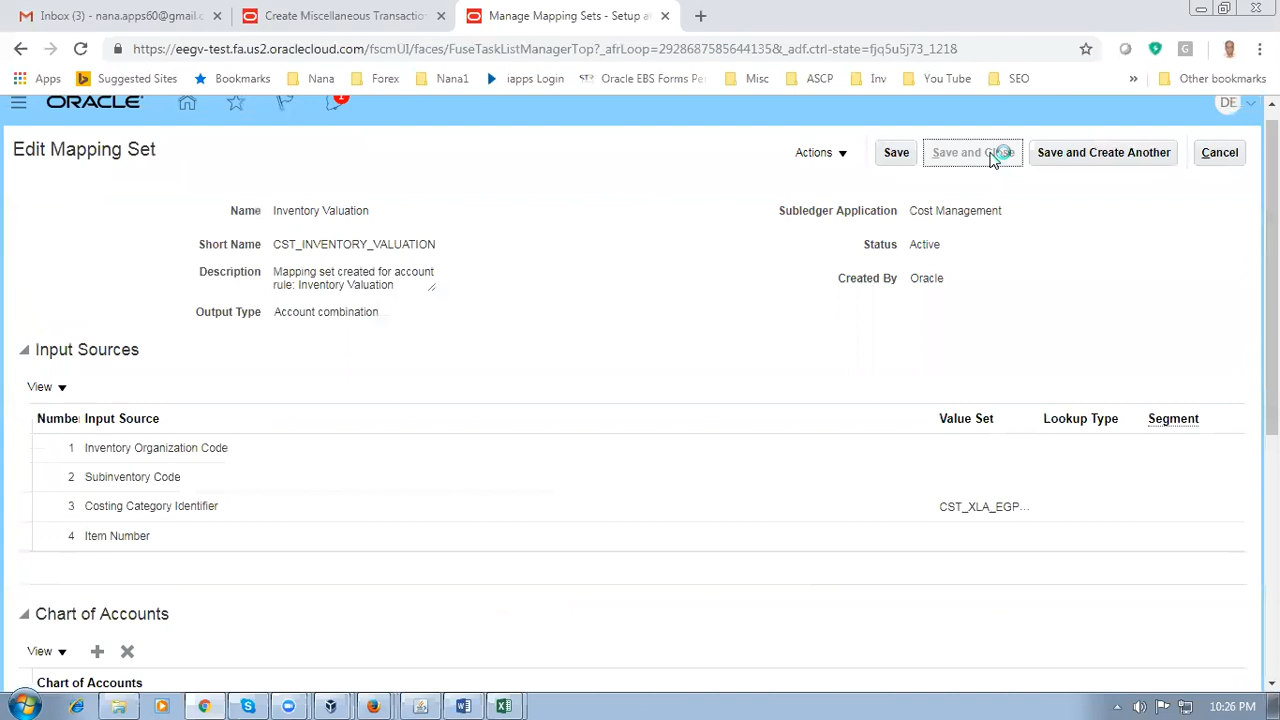 Inbox (3) - nana.apps60@gmail.c
Create Miscellaneous Transactio
Manage Mapping Sets - Setup a
https://eegv-test.fa.us2.oraclecloud.com/fscmUI/faces/FuseTaskListManagerTop?_afrLoop=2928687585644135&_adf.ctrl-state=fjq5u5j73_1218
Apps
Suggested Sites
Bookmarks
Nana
Forex
Nana1
iapps Login
Oracle EBS Forms Pe
Misc
ASCP
Inv
You Tube
SEO
»
Other bookmarks
ORACLE
1
DE
Edit Mapping Set
Actions
Save
Save and
Save and Create Another
Cancel
Name Inventory Valuation
Subledger Application Cost Management
Short Name CST_INVENTORY_VALUATION
Status Active
Description Mapping set created for account
rule: Inventory Valuation
Created By Oracle
Output Type Account combination
Input Sources
View
Numbe Input Source Value Set Lookup Type Segment
1 Inventory Organization Code
2 Subinventory Code
3 Costing Category Identifier CST_XLA_EGP...
4 Item Number
Chart of Accounts
View
Chart of Accounts
10:26 PM